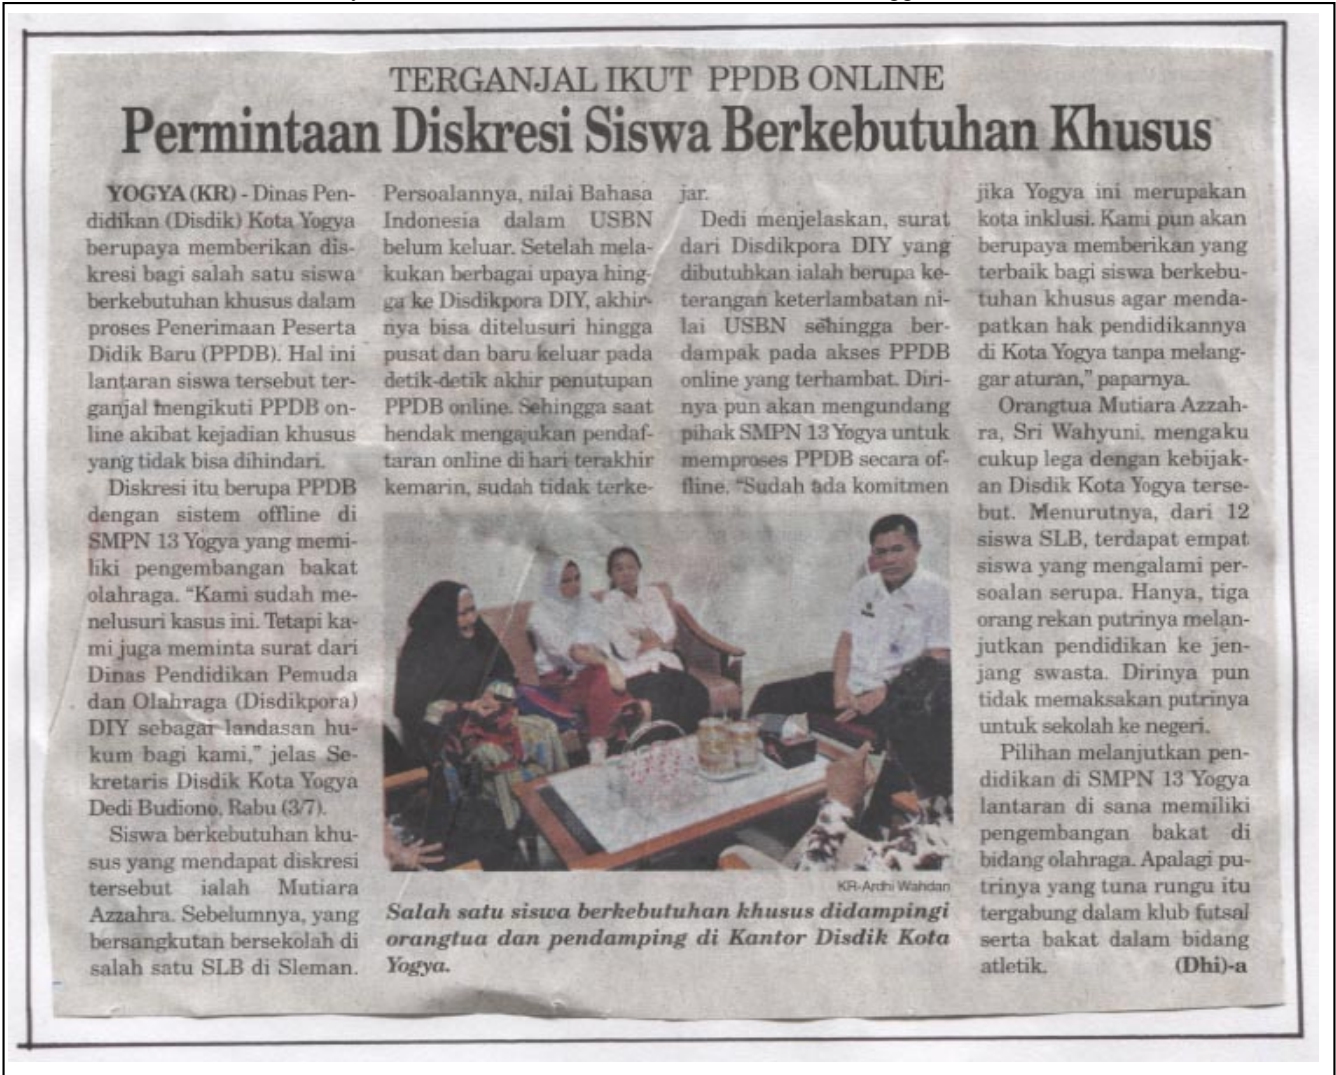 TERGANJAL IKUT PPDB ONLINE
Permintaan Diskresi Siswa Berkebutuhan Khusus
YOGYA (KR) - Dinas Pen-
didikan (Disdik) Kota Yogya
berupaya memberikan dis-
kresi bagi salah satu siswa
berkebutuhan khusus dalam
proses Penerimaan Peserta
Didik Baru (PPDB). Hal ini
lantaran siswa tersebut ter-
ganjal mengikuti PPDB on-
line akibat kejadian khusus
yang tidak bisa dihindari.
Diskresi itu berupa PPDB
dengan sistem offline di
SMPN 13 Yogya yang memi-
liki pengembangan bakat
olahraga. "Kami sudah me-
nelusuri kasus ini. Tetapi ka-
mi juga meminta surat dari
Dinas Pendidikan Pemuda
dan Olahraga (Disdikpora)
DIY sebagai landasan hu-
kum bagi kami," jelas Se-
kretaris Disdik Kota Yogya
Dedi Budiono, Rabu (3/7).
Siswa berkebutuhan khu-
sus yang mendapat diskresi
tersebut ialah Mutiara
Azzahra. Sebelumnya, yang
bersangkutan bersekolah di
salah satu SLB di Sleman.
Persoalannya, nilai Bahasa
Indonesia dalam USBN
belum keluar. Setelah mela-
kukan berbagai upaya hing-
ga ke Disdikpora DIY, akhir-
nya bisa ditelusuri hingga
pusat dan baru keluar pada
detik-detik akhir penutupan
PPDB online. Sehingga saat
hendak mengajukan pendaf-
taran online di hari terakhir
kemarin, sudah tidak terke-
jar.
Dedi menjelaskan, surat
dari Disdikpora DIY yang
dibutuhkan ialah berupa ke-
terangan keterlambatan ni-
lai USBN sehingga ber-
dampak pada akses PPDB
online yang terhambat. Diri-
nya pun akan mengundang
pihak SMPN 13 Yogya untuk
memproses PPDB secara of-
fline. "Sudah ada komitmen
jika Yogya ini merupakan
kota inklusi. Kami pun akan
berupaya memberikan yang
terbaik bagi siswa berkebu-
tuhan khusus agar menda-
patkan hak pendidikannya
di Kota Yogya tanpa melang-
gar aturan," paparnya.
Orangtua Mutiara Azzah-
ra, Sri Wahyuni, mengaku
cukup lega dengan kebijak-
an Disdik Kota Yogya terse-
but. Menurutnya, dari 12
siswa SLB, terdapat empat
siswa yang mengalami per-
soalan serupa. Hanya, tiga
orang rekan putrinya melan-
jutkan pendidikan ke jen-
jang swasta. Dirinya pun
tidak memaksakan putrinya
untuk sekolah ke negeri.
Pilihan melanjutkan pen-
didikan di SMPN 13 Yogya
lantaran di sana memiliki
pengembangan bakat di
bidang olahraga. Apalagi pu-
trinya yang tuna rungu itu
tergabung dalam klub futsal
serta bakat dalam bidang
atletik. (Dhi)-a
KR-Ardhi Wahdan
Salah satu siswa berkebutuhan khusus didampingi
orangtua dan pendamping di Kantor Disdik Kota
Yogya.